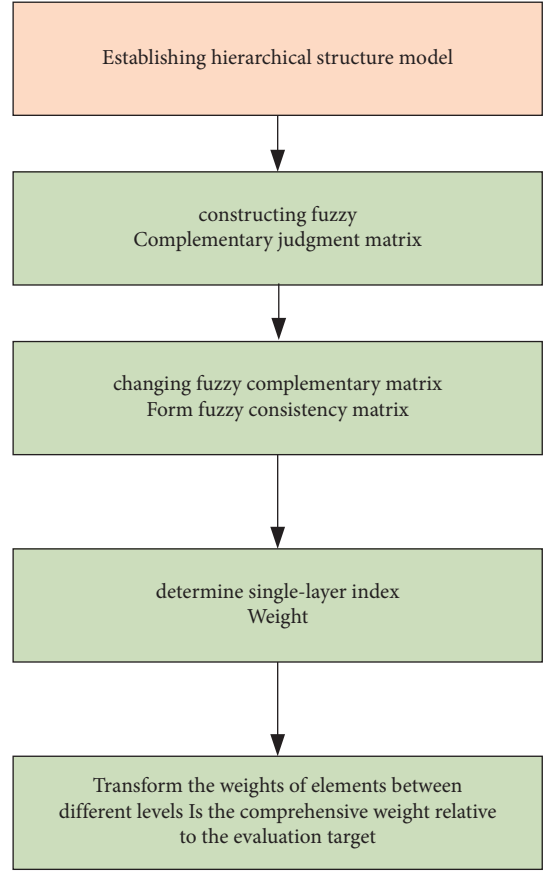 Establishing hierarchical structure model
constructing fuzzy
Complementary judgment matrix
changing fuzzy complementary matrix
Form fuzzy consistency matrix
determine single-layer index
Weight
Transform the weights of elements between
different levels Is the comprehensive weight relative
to the evaluation target